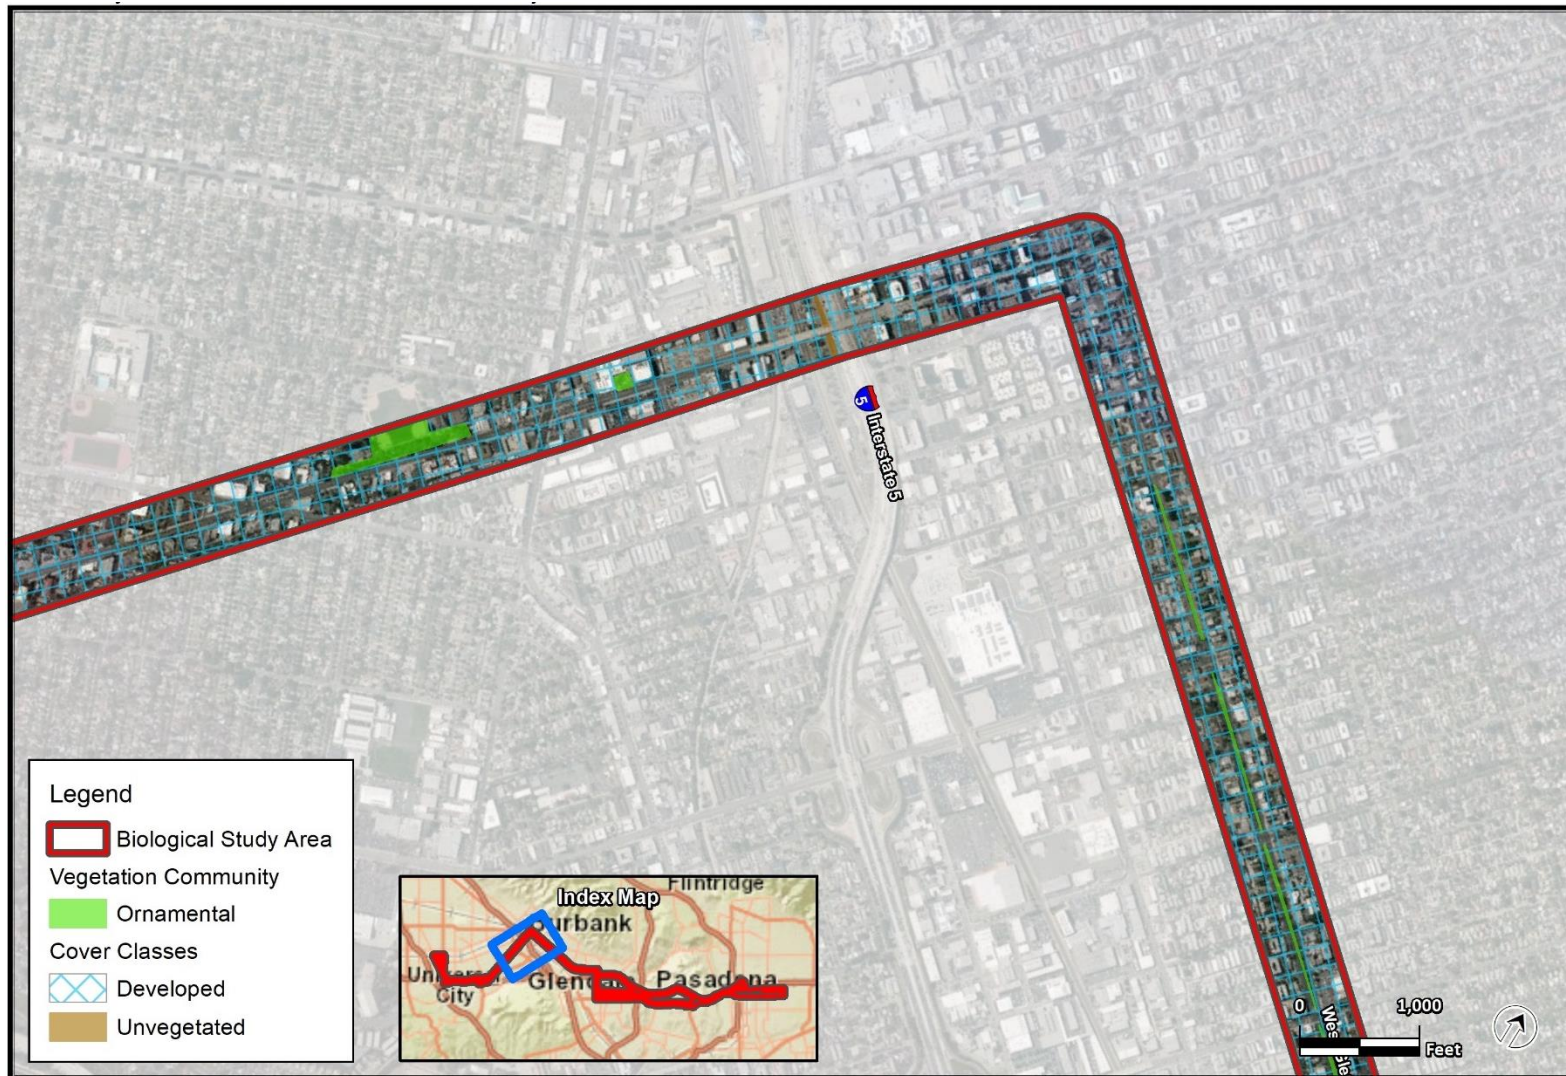 5
Interstate 5
Legend
Biological Study Area
Vegetation Community
Ornamental
Cover Classes
Developed
Unvegetated
Index Map
Flintridge
Burbank
City
Pasadena
0
1,000
Feet